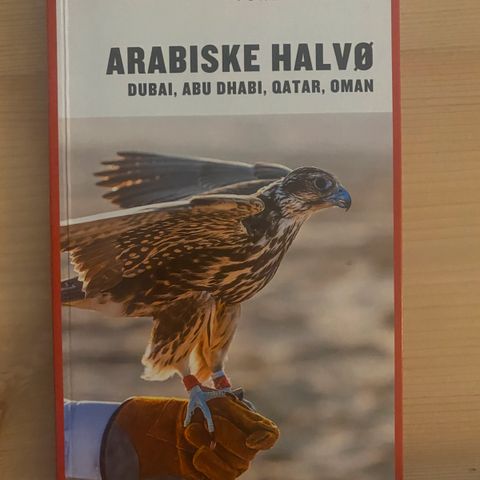 ARABISKE HALVØ
DUBAI, ABU DHABI, QATAR, OMAN